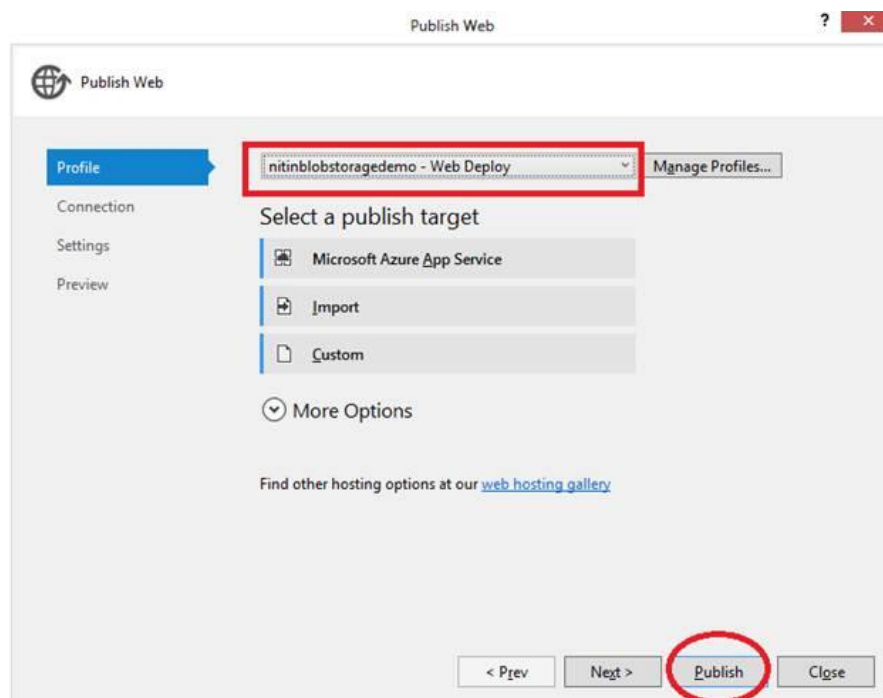 Publish Web
?
×
Publish Web
Profile
nitinblobstoragedemo - Web Deploy
Manage Profiles...
Connection
Select a publish target
Settings
Microsoft Azure App Service
Preview
Import
Custom
More Options
Find other hosting options at our web hosting gallery
< Prev
Next >
Publish
Close